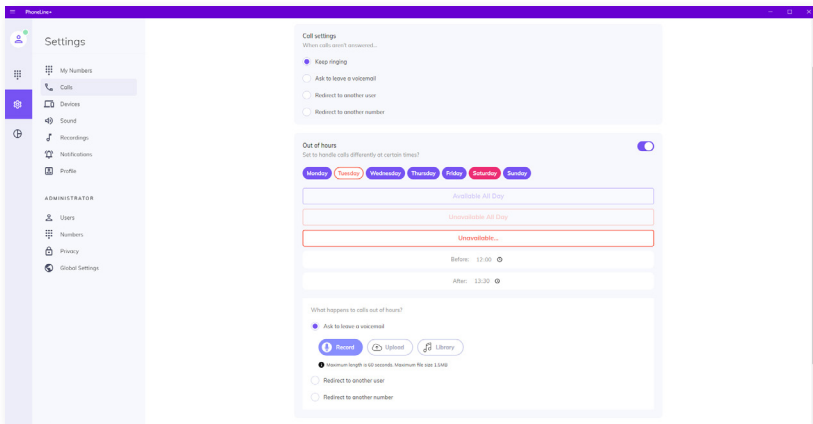 PhoneLine+
Settings
My Numbers
Calls
Devices
Sound
Recordings
Notifications
Profile
ADMINISTRATOR
Users
Numbers
Privacy
Global Settings
Call settings
When calls aren't answered...
Keep ringing
Ask to leave a voicemail
Redirect to another user
Redirect to another number
Out of hours
Set to handle calls differently at certain times?
Monday Tuesday Wednesday Thursday Friday Saturday Sunday
Available All Day
Unavailable All Day
Unavailable...
Before: 12:00
After: 13:30
What happens to calls out of hours?
Ask to leave a voicemail
Record Upload Library
Maximum length is 60 seconds. Maximum file size 1.5MB
Redirect to another user
Redirect to another number